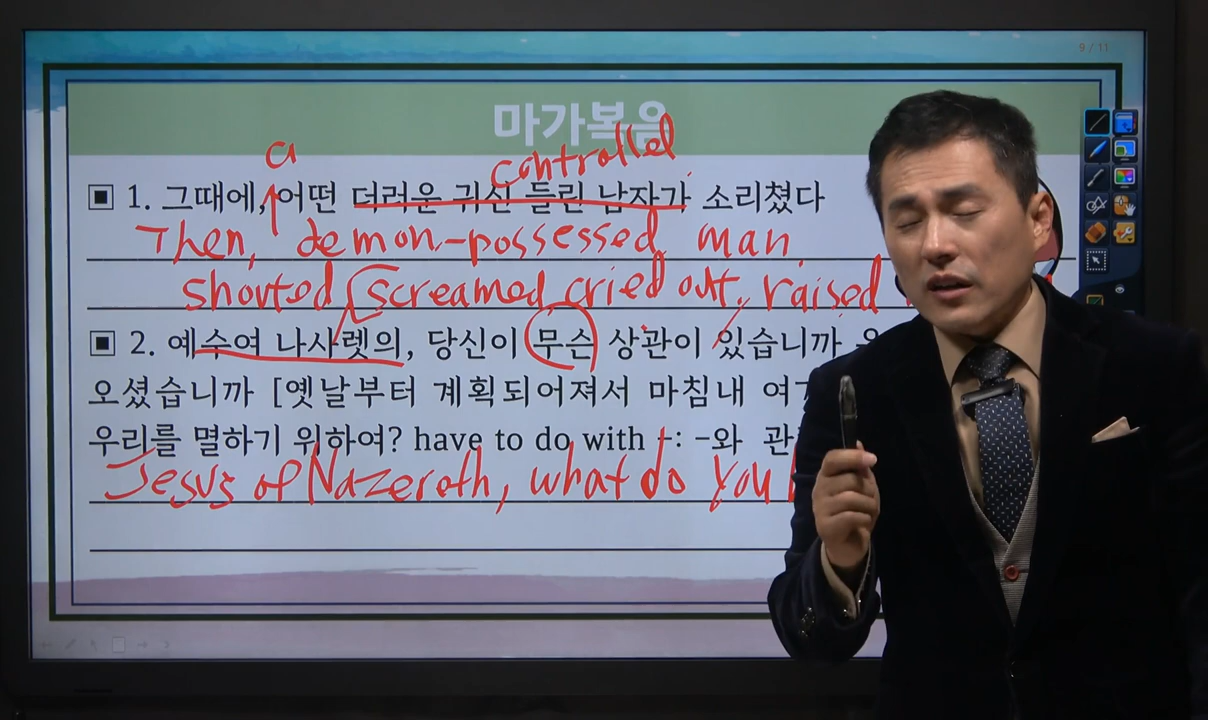 9 / 11
마가복음
controlled
a
▣ 1. 그때에, 어떤 더러운 귀신 들린 남자가 소리쳤다
Then, demon-possessed man
shouted screamed cried out, raised
▣ 2. 예수여 나사렛의, 당신이 무슨 상관이 있습니까
오셨습니까 [옛날부터 계획되어져서 마침내
우리를 멸하기 위하여? have to do with -: -와
Jesus of Nazereth, what do you